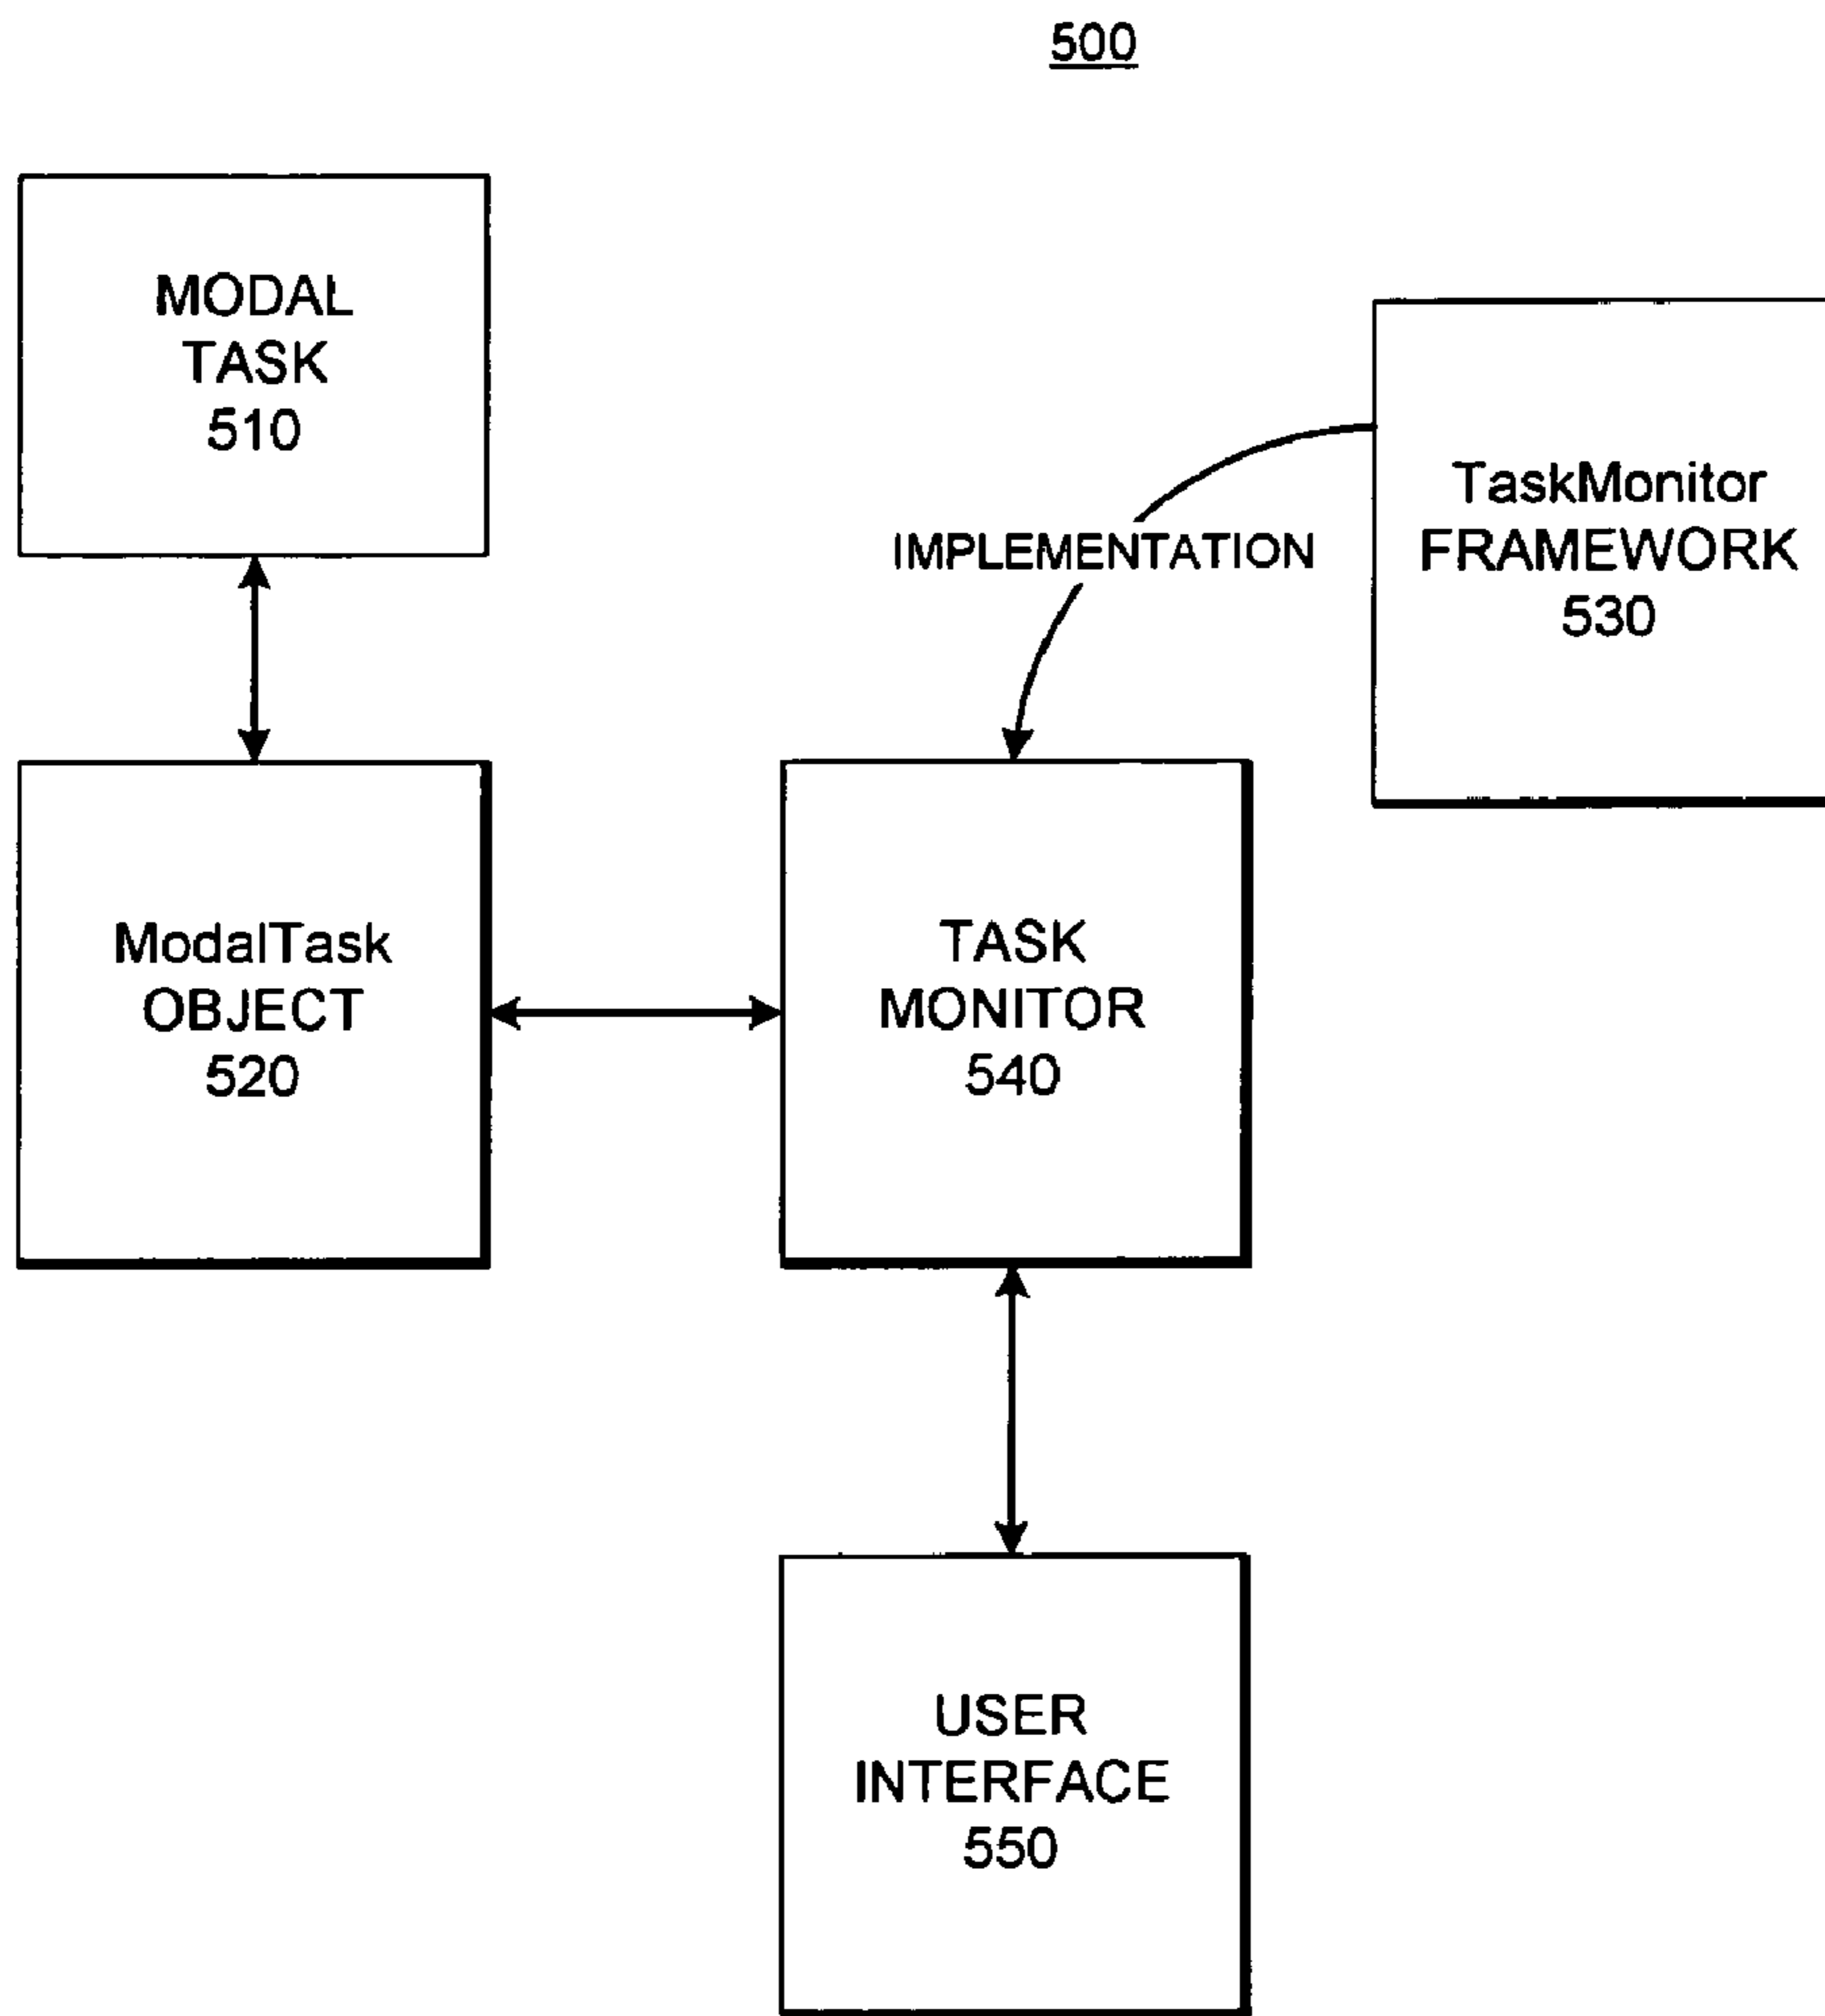 500
MODAL
TASK
510
TaskMonitor
FRAMEWORK
530
IMPLEMENTATION
ModalTask
OBJECT
520
TASK
MONITOR
540
USER
INTERFACE
550